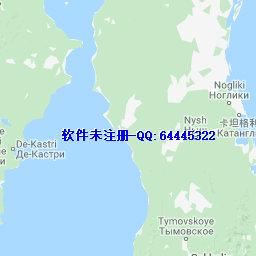 Nogliki
Ноглики
Nysh
卡坦格利
Катангли
软件未注册-QQ:64445322
De-Kastri
Де-Кастри
Tymovskoye
Тымовское